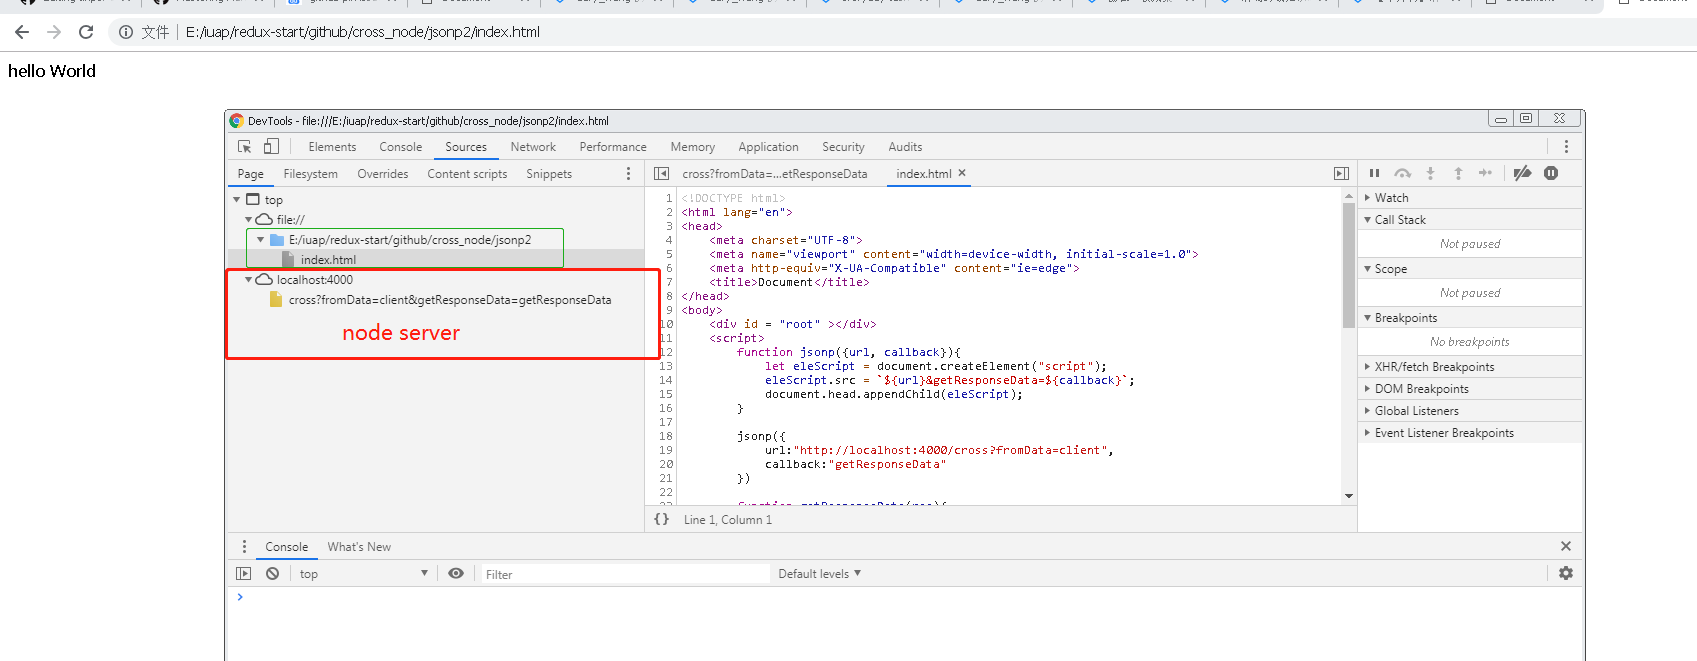 文件 E:/iuap/redux-start/github/cross_node/jsonp2/index.html
hello World
DevTools - file:///E:/iuap/redux-start/github/cross_node/jsonp2/index.html
Elements Console Sources Network Performance Memory Application Security Audits
Page Filesystem Overrides Content scripts Snippets
cross?fromData=...etResponseData index.html ×
top
file://
E:/iuap/redux-start/github/cross_node/jsonp2
index.html
localhost:4000
cross?fromData=client&getResponseData=getResponseData
node server
1 <!DOCTYPE html>
2 <html lang="en">
3 <head>
4 <meta charset="UTF-8">
5 <meta name="viewport" content="width=device-width, initial-scale=1.0">
6 <meta http-equiv="X-UA-Compatible" content="ie=edge">
7 <title>Document</title>
8 </head>
9 <body>
10 <div id = "root" ></div>
11 <script>
12 function jsonp({url, callback}){
13 let eleScript = document.createElement("script");
14 eleScript.src = `${url}&getResponseData=${callback}`;
15 document.head.appendChild(eleScript);
16 }
17
18 jsonp({
19 url:"http://localhost:4000/cross?fromData=client",
20 callback:"getResponseData"
21 })
22
{} Line 1, Column 1
Watch
Call Stack
Not paused
Scope
Not paused
Breakpoints
No breakpoints
XHR/fetch Breakpoints
DOM Breakpoints
Global Listeners
Event Listener Breakpoints
Console What's New
top Filter Default levels